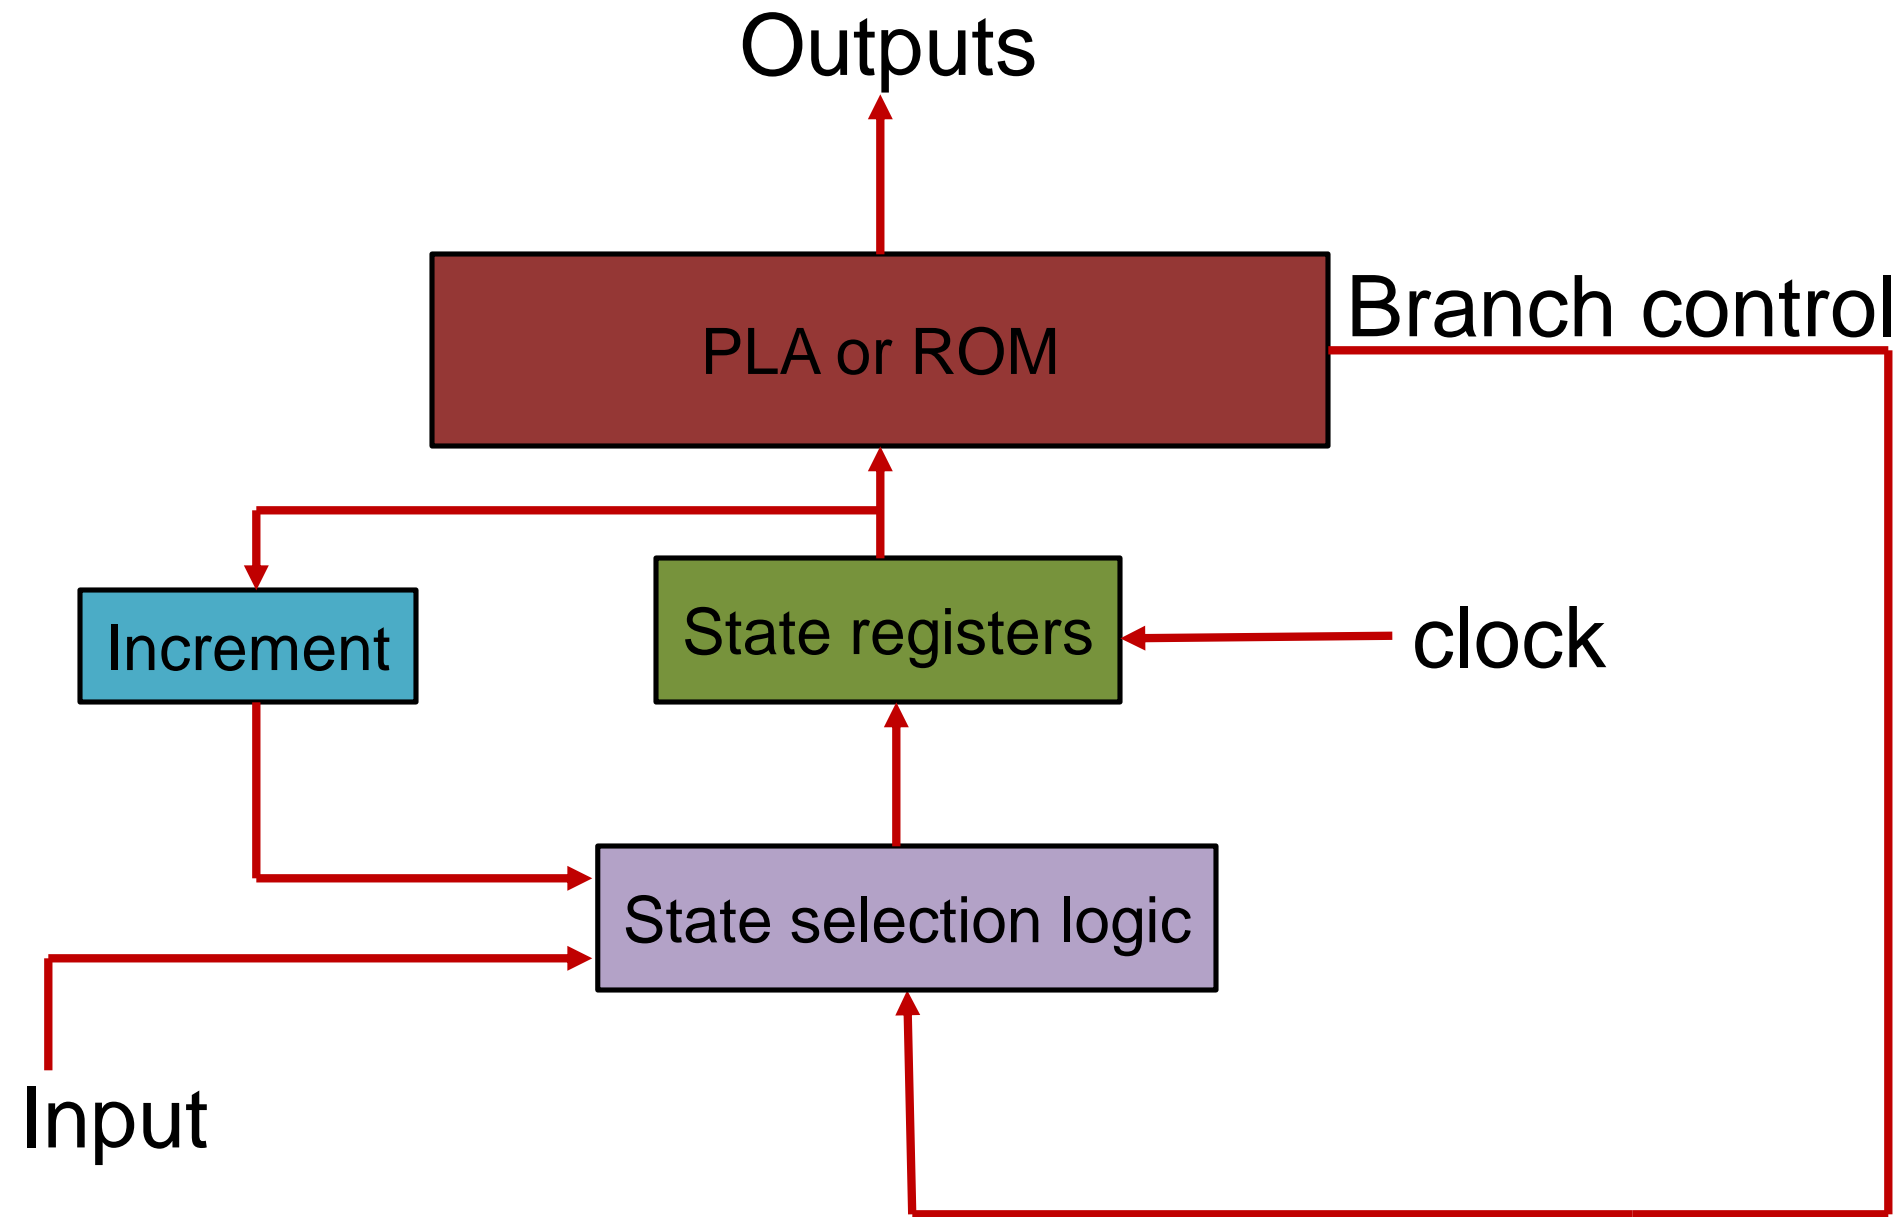 Outputs
Branch control
PLA or ROM
State registers
clock
Increment
State selection logic
Input